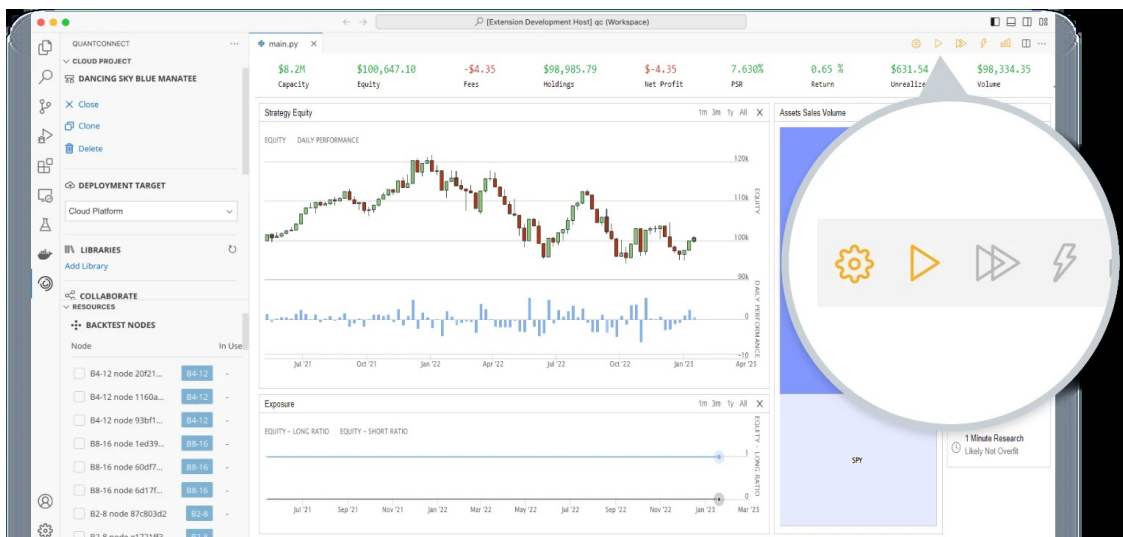 [Extension Development Host] qc (Workspace)
QUANTCONNECT
main.py
CLOUD PROJECT
DANCING SKY BLUE MANATEE
Close
Clone
Delete
DEPLOYMENT TARGET
Cloud Platform
LIBRARIES
Add Library
COLLABORATE
RESOURCES
BACKTEST NODES
Node In Use
B4-12 node 20f21... B4-12 -
B4-12 node 1160a... B4-12 -
B4-12 node 93bf1... B4-12 -
B8-16 node 1ed39... B8-16 -
B8-16 node 60df7... B8-16 -
B8-16 node 6d17f... B8-16 -
B2-8 node 87c803d2 B2-8 -
$8.2M $100,647.10 -$4.35 $98,985.79 $-4.35 7.630% 0.65 % $631.54 $98,334.35
Capacity Equity Fees Holdings Net Profit PSR Return Unrealize Volume
Strategy Equity 1m 3m 1y All X
EQUITY DAILY PERFORMANCE
120k
110k
100k
90k
EQUITY
0
-10
DAILY PERFORMANCE
Jul '21 Oct '21 Jan '22 Apr '22 Jul '22 Oct '22 Jan '23 Apr '23
Exposure 1m 3m 1y All X
EQUITY - LONG RATIO EQUITY - SHORT RATIO
1
0
EQUITY - LONG RATIO
Jul '21 Sep '21 Nov '21 Jan '22 Mar '22 May '22 Jul '22 Sep '22 Nov '22 Jan '23 Mar '23
Assets Sales Volume
SPY
1 Minute Research
Likely Not Overfit